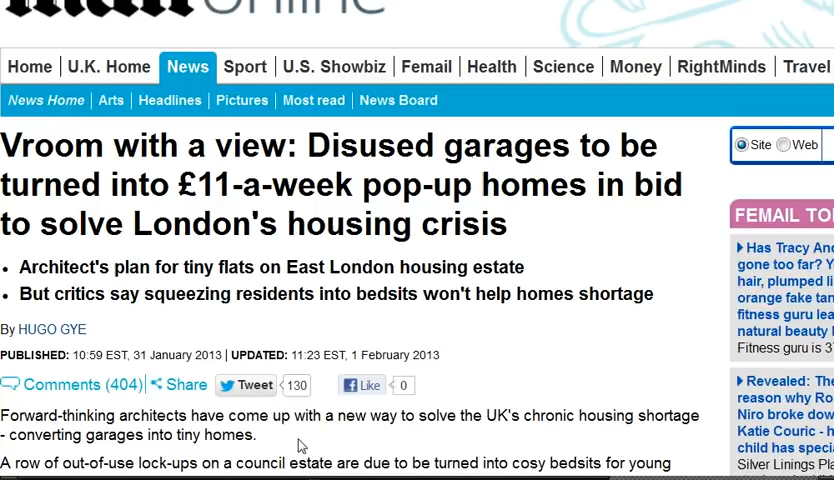 Online
Home | U.K. Home News Sport | U.S. Showbiz | Femail | Health | Science | Money | RightMinds | Travel
News Home | Arts | Headlines | Pictures | Most read | News Board
Vroom with a view: Disused garages to be
turned into £11-a-week pop-up homes in bid
to solve London's housing crisis
• Architect's plan for tiny flats on East London housing estate
• But critics say squeezing residents into bedsits won't help homes shortage
By HUGO GYE
PUBLISHED: 10:59 EST, 31 January 2013 | UPDATED: 11:23 EST, 1 February 2013
Comments (404) Share Tweet 130 Like 0
Forward-thinking architects have come up with a new way to solve the UK's chronic housing shortage
- converting garages into tiny homes.
A row of out-of-use lock-ups on a council estate are due to be turned into cosy bedsits for young
Site Web
FEMAIL TO
Has Tracy
gone too far?
hair, plumped
orange fake tan
fitness guru
natural beauty
Fitness guru is
Revealed: The
reason why
Niro broke
Katie Couric -
child has
Silver Linings